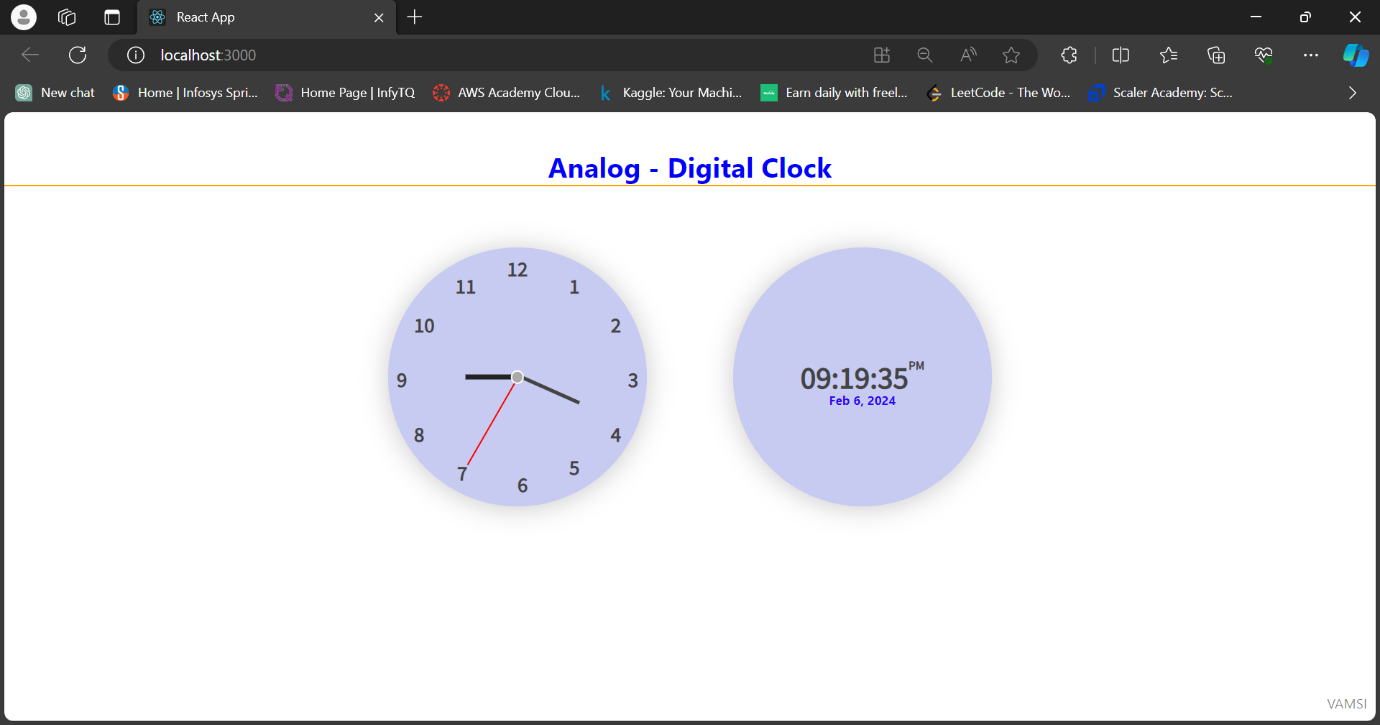 React App
localhost:3000
New chat
Home | Infosys Spri...
Home Page | InfyTQ
AWS Academy Clou...
Kaggle: Your Machi...
Earn daily with freel...
LeetCode - The Wo...
Scaler Academy: Sc...
Analog - Digital Clock
12
11
1
10
2
9
3
8
4
7
5
6
09:19:35 PM
Feb 6, 2024
VAMSI